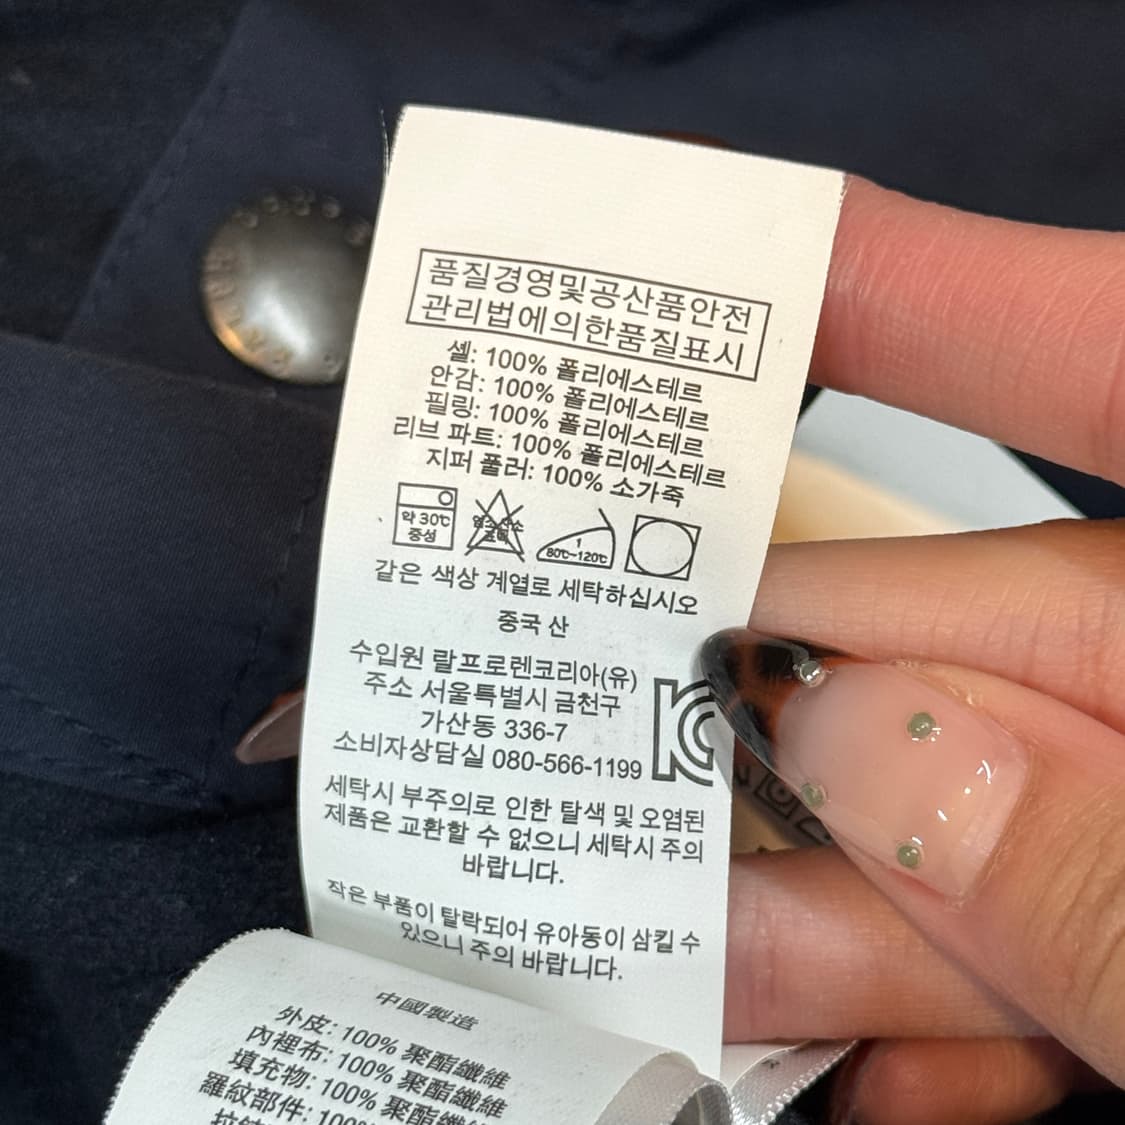 품질경영및공산품안전
관리법에의한품질표시
셸: 100% 폴리에스테르
안감: 100% 폴리에스테르
필링: 100% 폴리에스테르
리브 파트: 100% 폴리에스테르
지퍼 풀러: 100% 소가죽
약 30℃
중성
1
80℃~120℃
같은 색상 계열로 세탁하십시오
중국 산
수입원 랄프로렌코리아(유)
주소 서울특별시 금천구
가산동 336-7
소비자상담실 080-566-1199
세탁시 부주의로 인한 탈색 및 오염된
제품은 교환할 수 없으니 세탁시 주의
바랍니다.
작은 부품이 탈락되어 유아동이 삼킬 수
있으니 주의 바랍니다.
中國製造
外皮: 100% 聚酯纖維
內裡布: 100% 聚酯纖維
填充物: 100% 聚酯纖維
羅紋部件: 100%